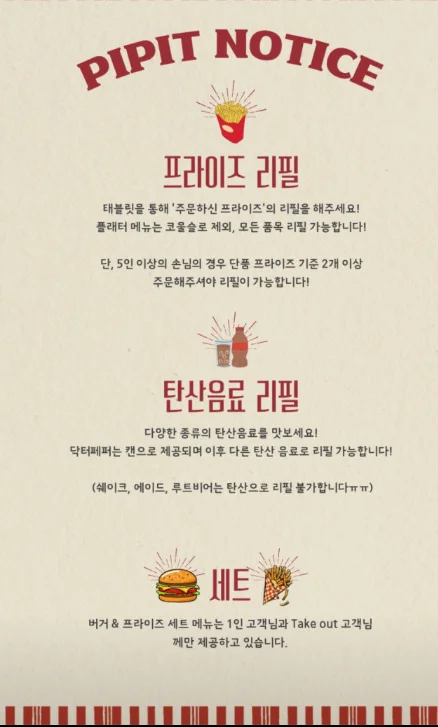 PIPIT NOTICE
프라이즈 리필
태블릿을 통해 '주문하신 프라이즈'의 리필을 해주세요!
플래터 메뉴는 코울슬로 제외, 모든 품목 리필 가능합니다!
단, 5인 이상의 손님의 경우 단품 프라이즈 기준 2개 이상
주문해주셔야 리필이 가능합니다!
탄산음료 리필
다양한 종류의 탄산음료를 맛보세요!
닥터페퍼는 캔으로 제공되며 이후 다른 탄산 음료로 리필 가능합니다!
(쉐이크, 에이드, 루트비어는 탄산으로 리필 불가합니다ㅠㅠ)
세트
버거 & 프라이즈 세트 메뉴는 1인 고객님과 Take out 고객님
께만 제공하고 있습니다.